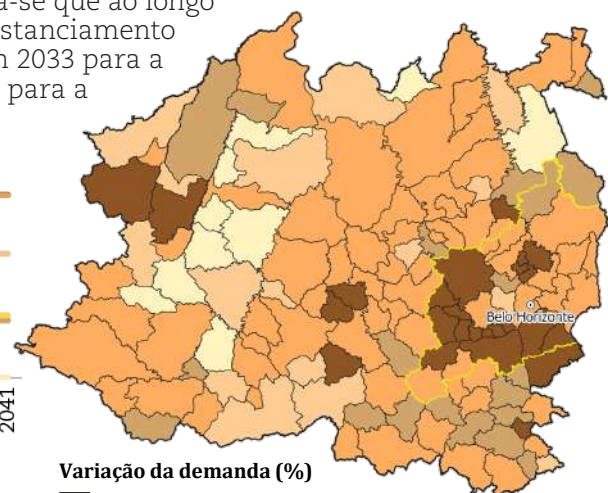 -se que ao longo
stanciamento
2033 para a
para a
Belo Horizonte
2041
Variação da demanda (%)